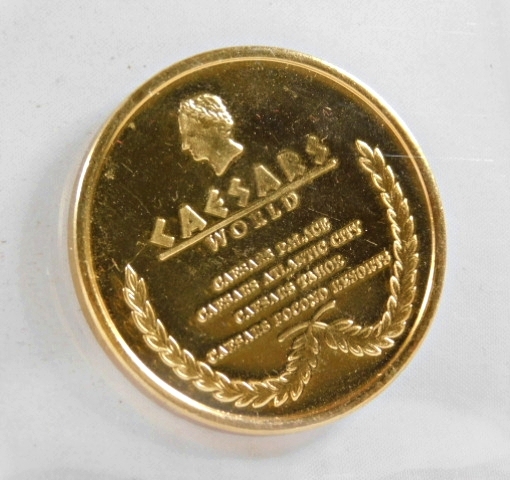 CAESARS
WORLD
CAESARS PALACE
CAESARS ATLANTIC CITY
CAESARS TAHOE
CAESARS POCONO RESORTS